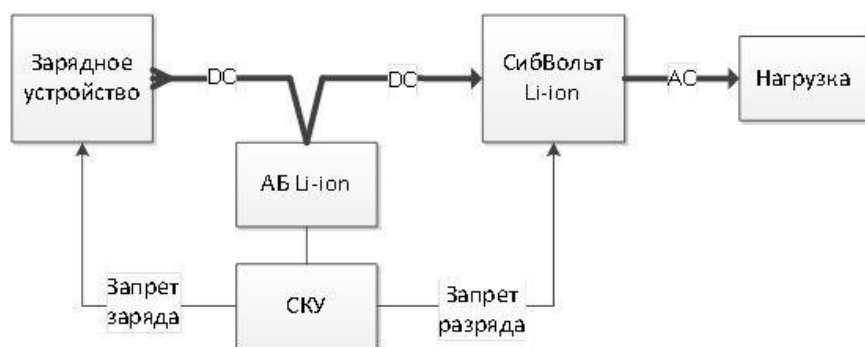 Зарядное
устройство
DC
DC
СибВольт
Li-ion
AC
Нагрузка
АБ Li-ion
Запрет
заряда
СКУ
Запрет
разряда